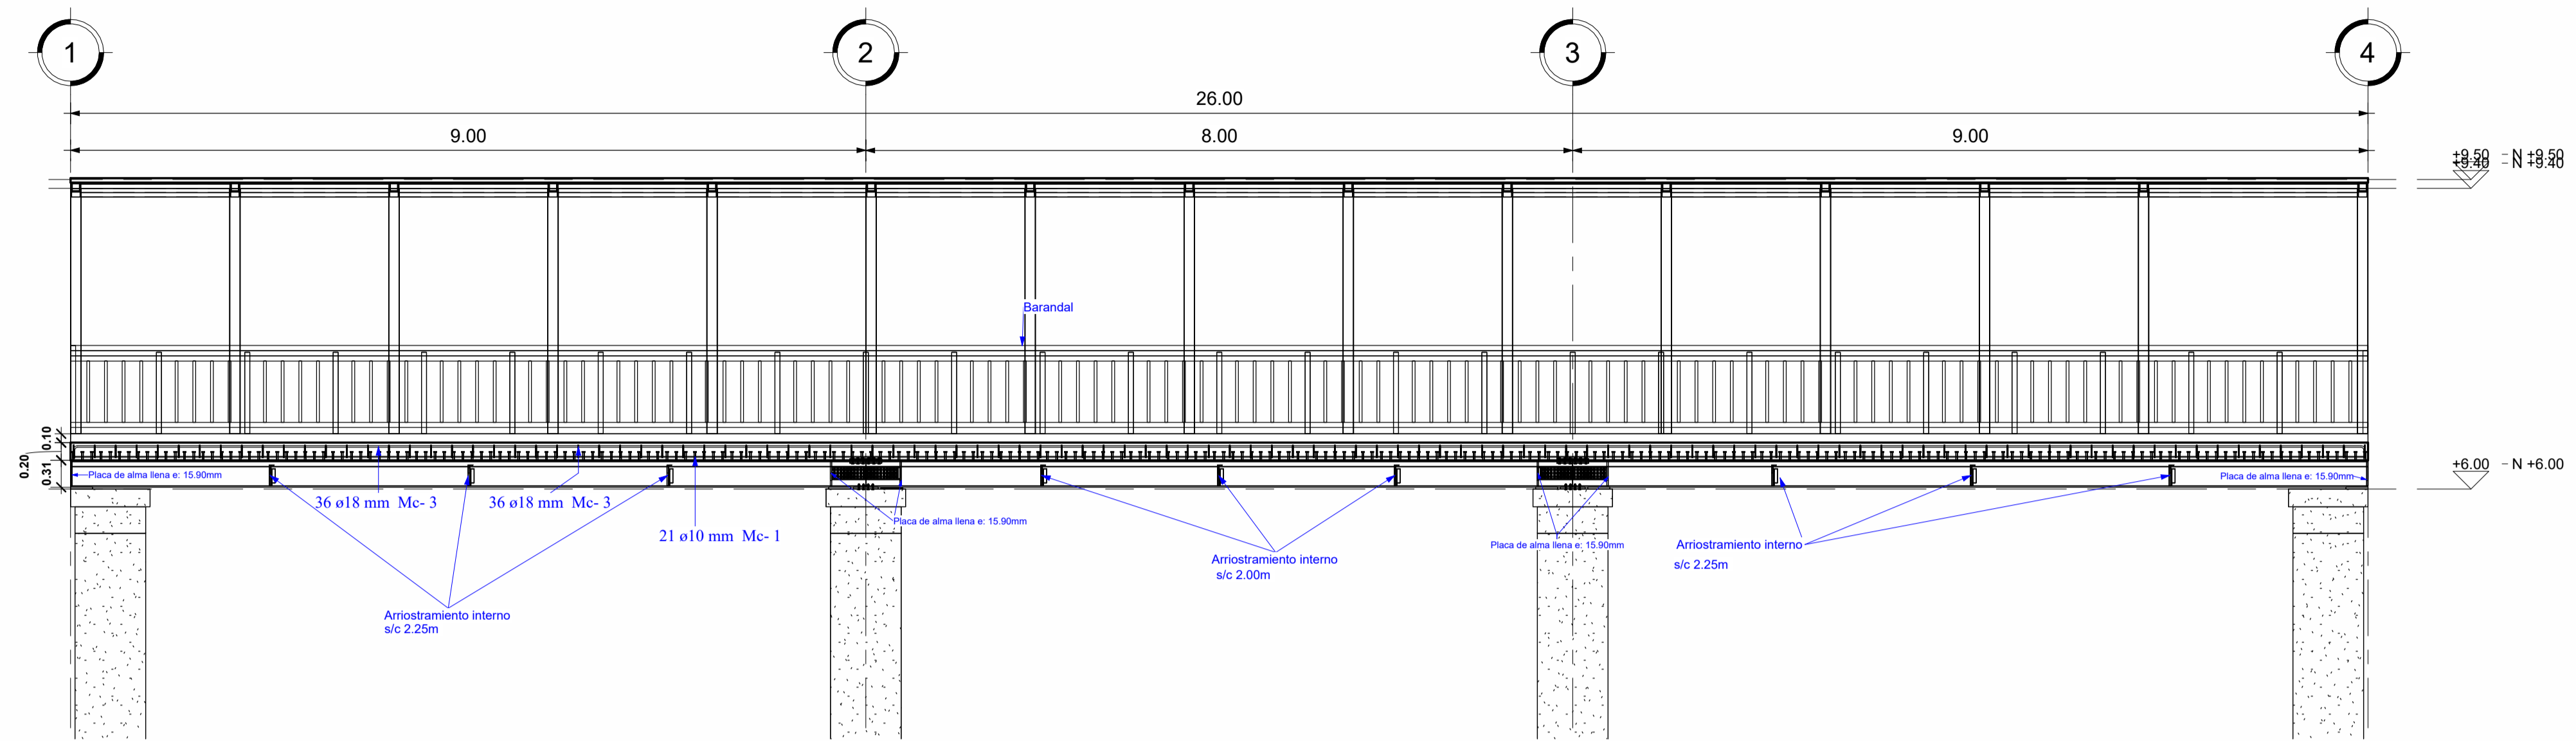 1
2
3
4
26.00
9.00
8.00
9.00
+9.50 - N +9.50
+9.40 - N +9.40
Barandal
0.10
0.20
0.31
+6.00 - N +6.00
Placa de alma llena e: 15.90mm
Placa de alma llena e: 15.90mm
36 ø18 mm Mc- 3
36 ø18 mm Mc- 3
Placa de alma llena e: 15.90mm
21 ø10 mm Mc- 1
Placa de alma llena e: 15.90mm
Arriostramiento interno
s/c 2.25m
Arriostramiento interno
s/c 2.00m
Arriostramiento interno
s/c 2.25m